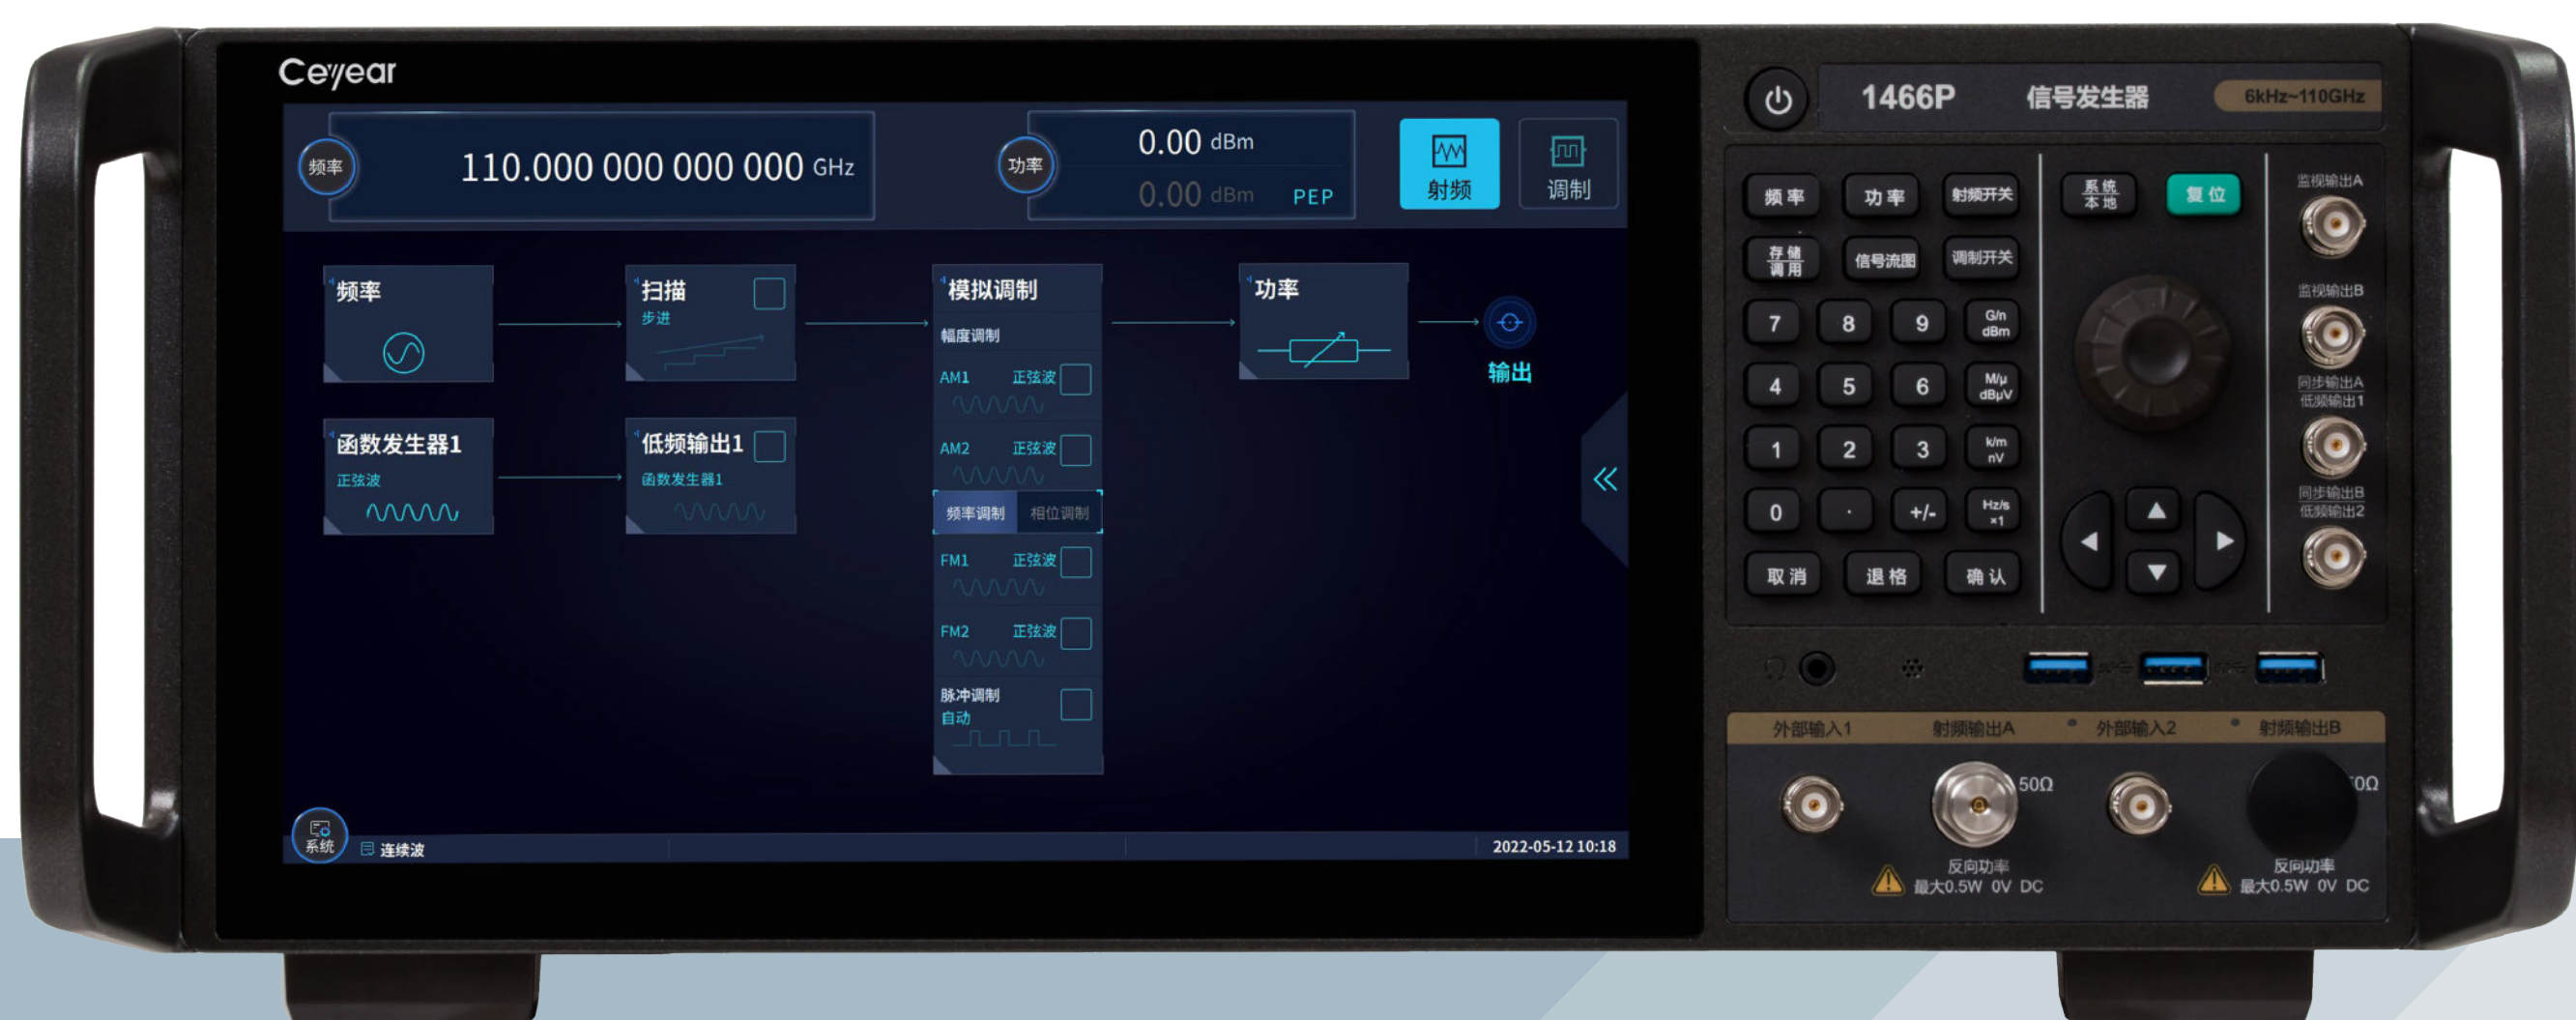 Ceyear
频率
110.000 000 000 000 GHz
功率
0.00 dBm
0.00 dBm PEP
射频
调制
频率
扫描
步进
模拟调制
幅度调制
AM1 正弦波
AM2 正弦波
频率调制 相位调制
FM1 正弦波
FM2 正弦波
脉冲调制
自动
功率
输出
函数发生器1
正弦波
低频输出1
函数发生器1
系统
连续波
2022-05-12 10:18
1466P 信号发生器 6kHz~110GHz
频率 功率 射频开关
存储
调用
信号流图 调制开关
7 8 9 G/n
dBm
4 5 6 M/μ
dBμV
1 2 3 k/m
nV
0 · +/- Hz/s
×1
取消 退格 确认
系统
本地
复位
监视输出A
监视输出B
同步输出A
低频输出1
同步输出B
低频输出2
外部输入1 射频输出A 外部输入2 射频输出B
50Ω
0Ω
反向功率
最大0.5W 0V DC
反向功率
最大0.5W 0V DC